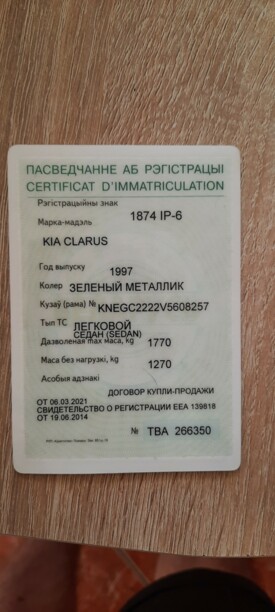 ПАСВЕДЧАННЕ АБ РЭГІСТРАЦЫІ
CERTIFICAT D'IMMATRICULATION
Рэгістрацыйны знак 1874 IP-6
Марка-мадэль
KIA CLARUS
Год выпуску 1997
Колер ЗЕЛЕНЫЙ МЕТАЛЛИК
Кузаў (рама) № KNEGC2222V5608257
Тып ТС ЛЕГКОВОЙ
СЕДАН (SEDAN)
Дазволеная max маса, kg 1770
Маса без нагрузкі, kg 1270
Асобыя адзнакі
ДОГОВОР КУПЛИ-ПРОДАЖИ
ОТ 06.03.2021
СВИДЕТЕЛЬСТВО О РЕГИСТРАЦИИ ЕЕА 139818
ОТ 19.06.2014
№ ТВА 266350